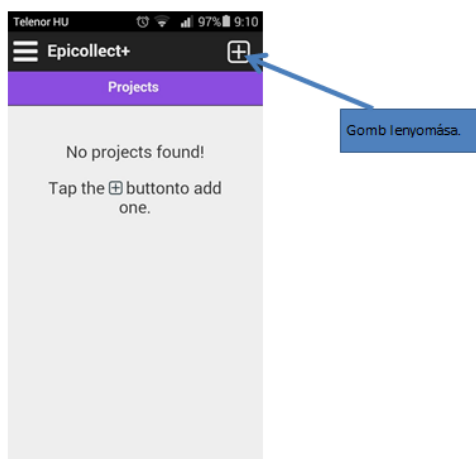 Telenor HU 97% 9:10
Epicollect+
Projects
No projects found!
Tap the buttonto add
one.
Gomb lenyomása.